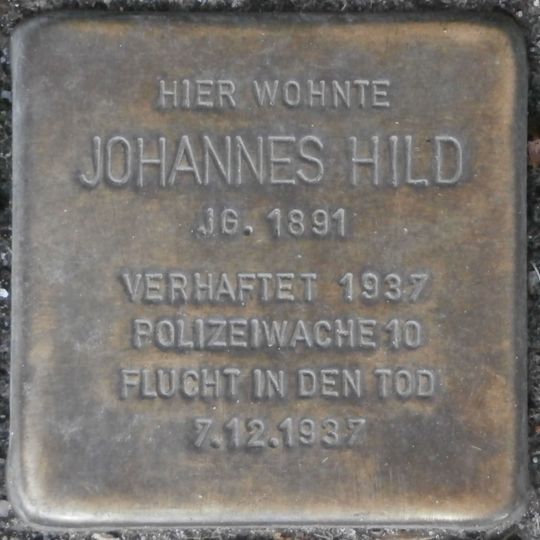 HIER WOHNTE
JOHANNES HILD
JG. 1891
VERHAFTET 1937
POLIZEIWACHE 10
FLUCHT IN DEN TOD
7.12.1937